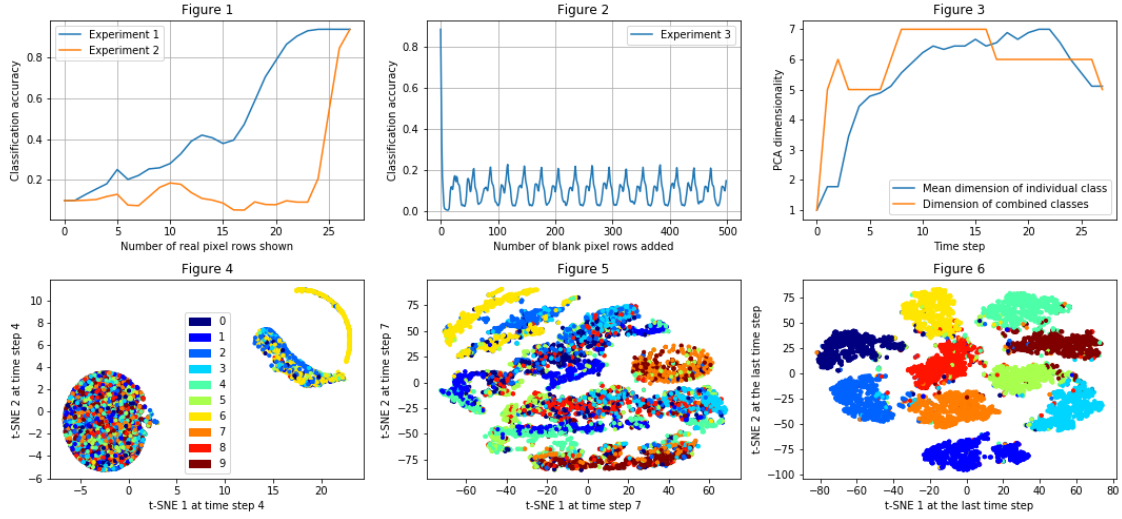 Figure 1
Classification accuracy
0.8
0.6
0.4
0.2
Experiment 1
Experiment 2
0 5 10 15 20 25
Number of real pixel rows shown
Figure 2
Classification accuracy
0.8
0.6
0.4
0.2
0.0
Experiment 3
0 100 200 300 400 500
Number of blank pixel rows added
Figure 3
PCA dimensionality
7
6
5
4
3
2
1
Mean dimension of individual class
Dimension of combined classes
0 5 10 15 20 25
Time step
Figure 4
t-SNE 2 at time step 4
10
8
6
4
2
0
−2
−4
−6
0
1
2
3
4
5
6
7
8
9
−5 0 5 10 15 20
t-SNE 1 at time step 4
Figure 5
t-SNE 2 at time step 7
75
50
25
0
−25
−50
−75
−60 −40 −20 0 20 40 60
t-SNE 1 at time step 7
Figure 6
t-SNE 2 at the last time step
75
50
25
0
−25
−50
−75
−100
−80 −60 −40 −20 0 20 40 60 80
t-SNE 1 at the last time step